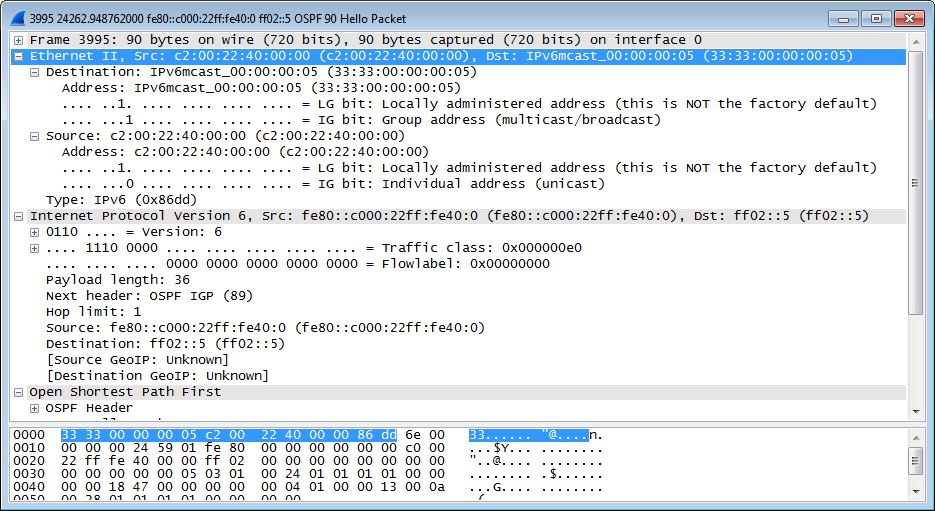 3995 24262.948762000 fe80::c000:22ff:fe40:0 ff02::5 OSPF 90 Hello Packet
Frame 3995: 90 bytes on wire (720 bits), 90 bytes captured (720 bits) on interface 0
Ethernet II, Src: c2:00:22:40:00:00 (c2:00:22:40:00:00), Dst: IPv6mcast_00:00:00:05 (33:33:00:00:00:05)
Destination: IPv6mcast_00:00:00:05 (33:33:00:00:00:05)
Address: IPv6mcast_00:00:00:05 (33:33:00:00:00:05)
.... ..1. .... .... .... .... = LG bit: Locally administered address (this is NOT the factory default)
.... ...1 .... .... .... .... = IG bit: Group address (multicast/broadcast)
Source: c2:00:22:40:00:00 (c2:00:22:40:00:00)
Address: c2:00:22:40:00:00 (c2:00:22:40:00:00)
.... ..1. .... .... .... .... = LG bit: Locally administered address (this is NOT the factory default)
.... ...0 .... .... .... .... = IG bit: Individual address (unicast)
Type: IPv6 (0x86dd)
Internet Protocol Version 6, Src: fe80::c000:22ff:fe40:0 (fe80::c000:22ff:fe40:0), Dst: ff02::5 (ff02::5)
0110 .... = Version: 6
.... 1110 0000 .... .... .... .... .... = Traffic class: 0x000000e0
.... .... .... 0000 0000 0000 0000 0000 = Flowlabel: 0x00000000
Payload length: 36
Next header: OSPF IGP (89)
Hop limit: 1
Source: fe80::c000:22ff:fe40:0 (fe80::c000:22ff:fe40:0)
Destination: ff02::5 (ff02::5)
[Source GeoIP: Unknown]
[Destination GeoIP: Unknown]
Open Shortest Path First
OSPF Header
0000 33 33 00 00 00 05 c2 00 22 40 00 00 86 dd 6e 00 33...... "@....n.
0010 00 00 00 24 59 01 fe 80 00 00 00 00 00 00 c0 00 ...$Y... ........
0020 22 ff fe 40 00 00 ff 02 00 00 00 00 00 00 00 00 "..@.... ........
0030 00 00 00 00 00 05 03 01 00 24 01 01 01 01 00 00 ........ .$......
0040 00 00 18 47 00 00 00 00 00 04 01 00 00 13 00 0a ...G.... ........
0050 00 28 01 01 01 01 00 00 00 00 .(